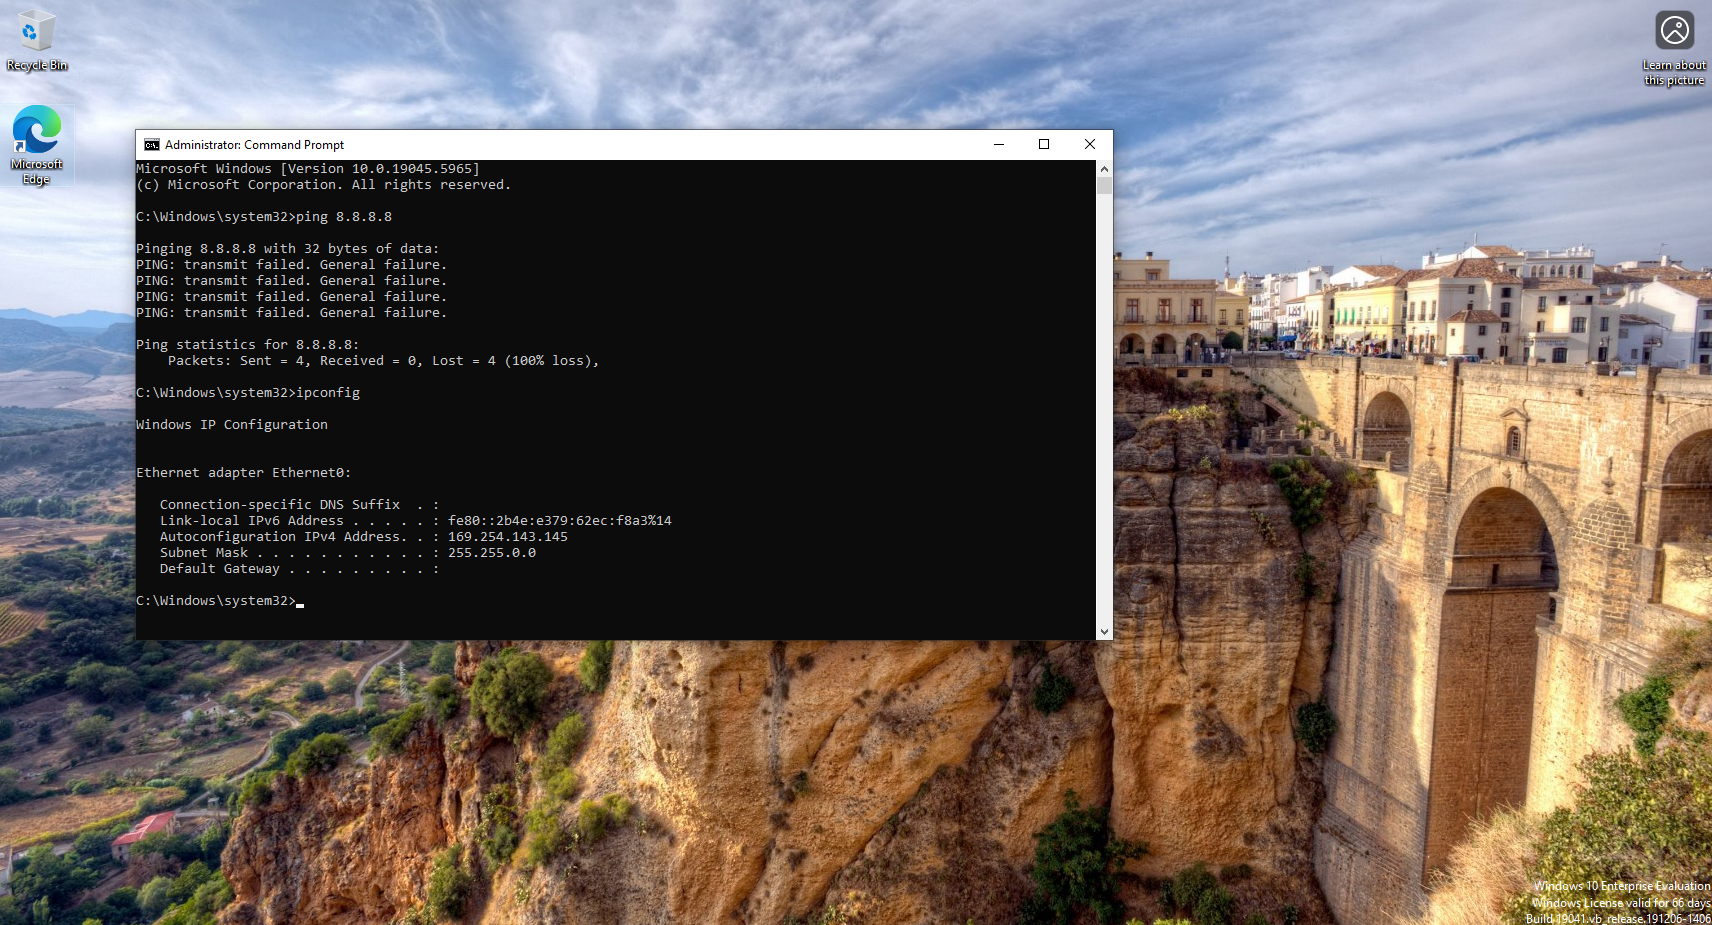 Recycle Bin
Microsoft
Edge
Learn about
this picture
Administrator: Command Prompt
Microsoft Windows [Version 10.0.19045.5965]
(c) Microsoft Corporation. All rights reserved.
C:\Windows\system32>ping 8.8.8.8
Pinging 8.8.8.8 with 32 bytes of data:
PING: transmit failed. General failure.
PING: transmit failed. General failure.
PING: transmit failed. General failure.
PING: transmit failed. General failure.
Ping statistics for 8.8.8.8:
    Packets: Sent = 4, Received = 0, Lost = 4 (100% loss),
C:\Windows\system32>ipconfig
Windows IP Configuration
Ethernet adapter Ethernet0:
   Connection-specific DNS Suffix  . :
   Link-local IPv6 Address . . . . . : fe80::2b4e:e379:62ec:f8a3%14
   Autoconfiguration IPv4 Address. . : 169.254.143.145
   Subnet Mask . . . . . . . . . . . : 255.255.0.0
   Default Gateway . . . . . . . . . :
C:\Windows\system32>
Windows 10 Enterprise Evaluation
Windows License valid for 66 days
Build 19041.vb_release.191206-1406